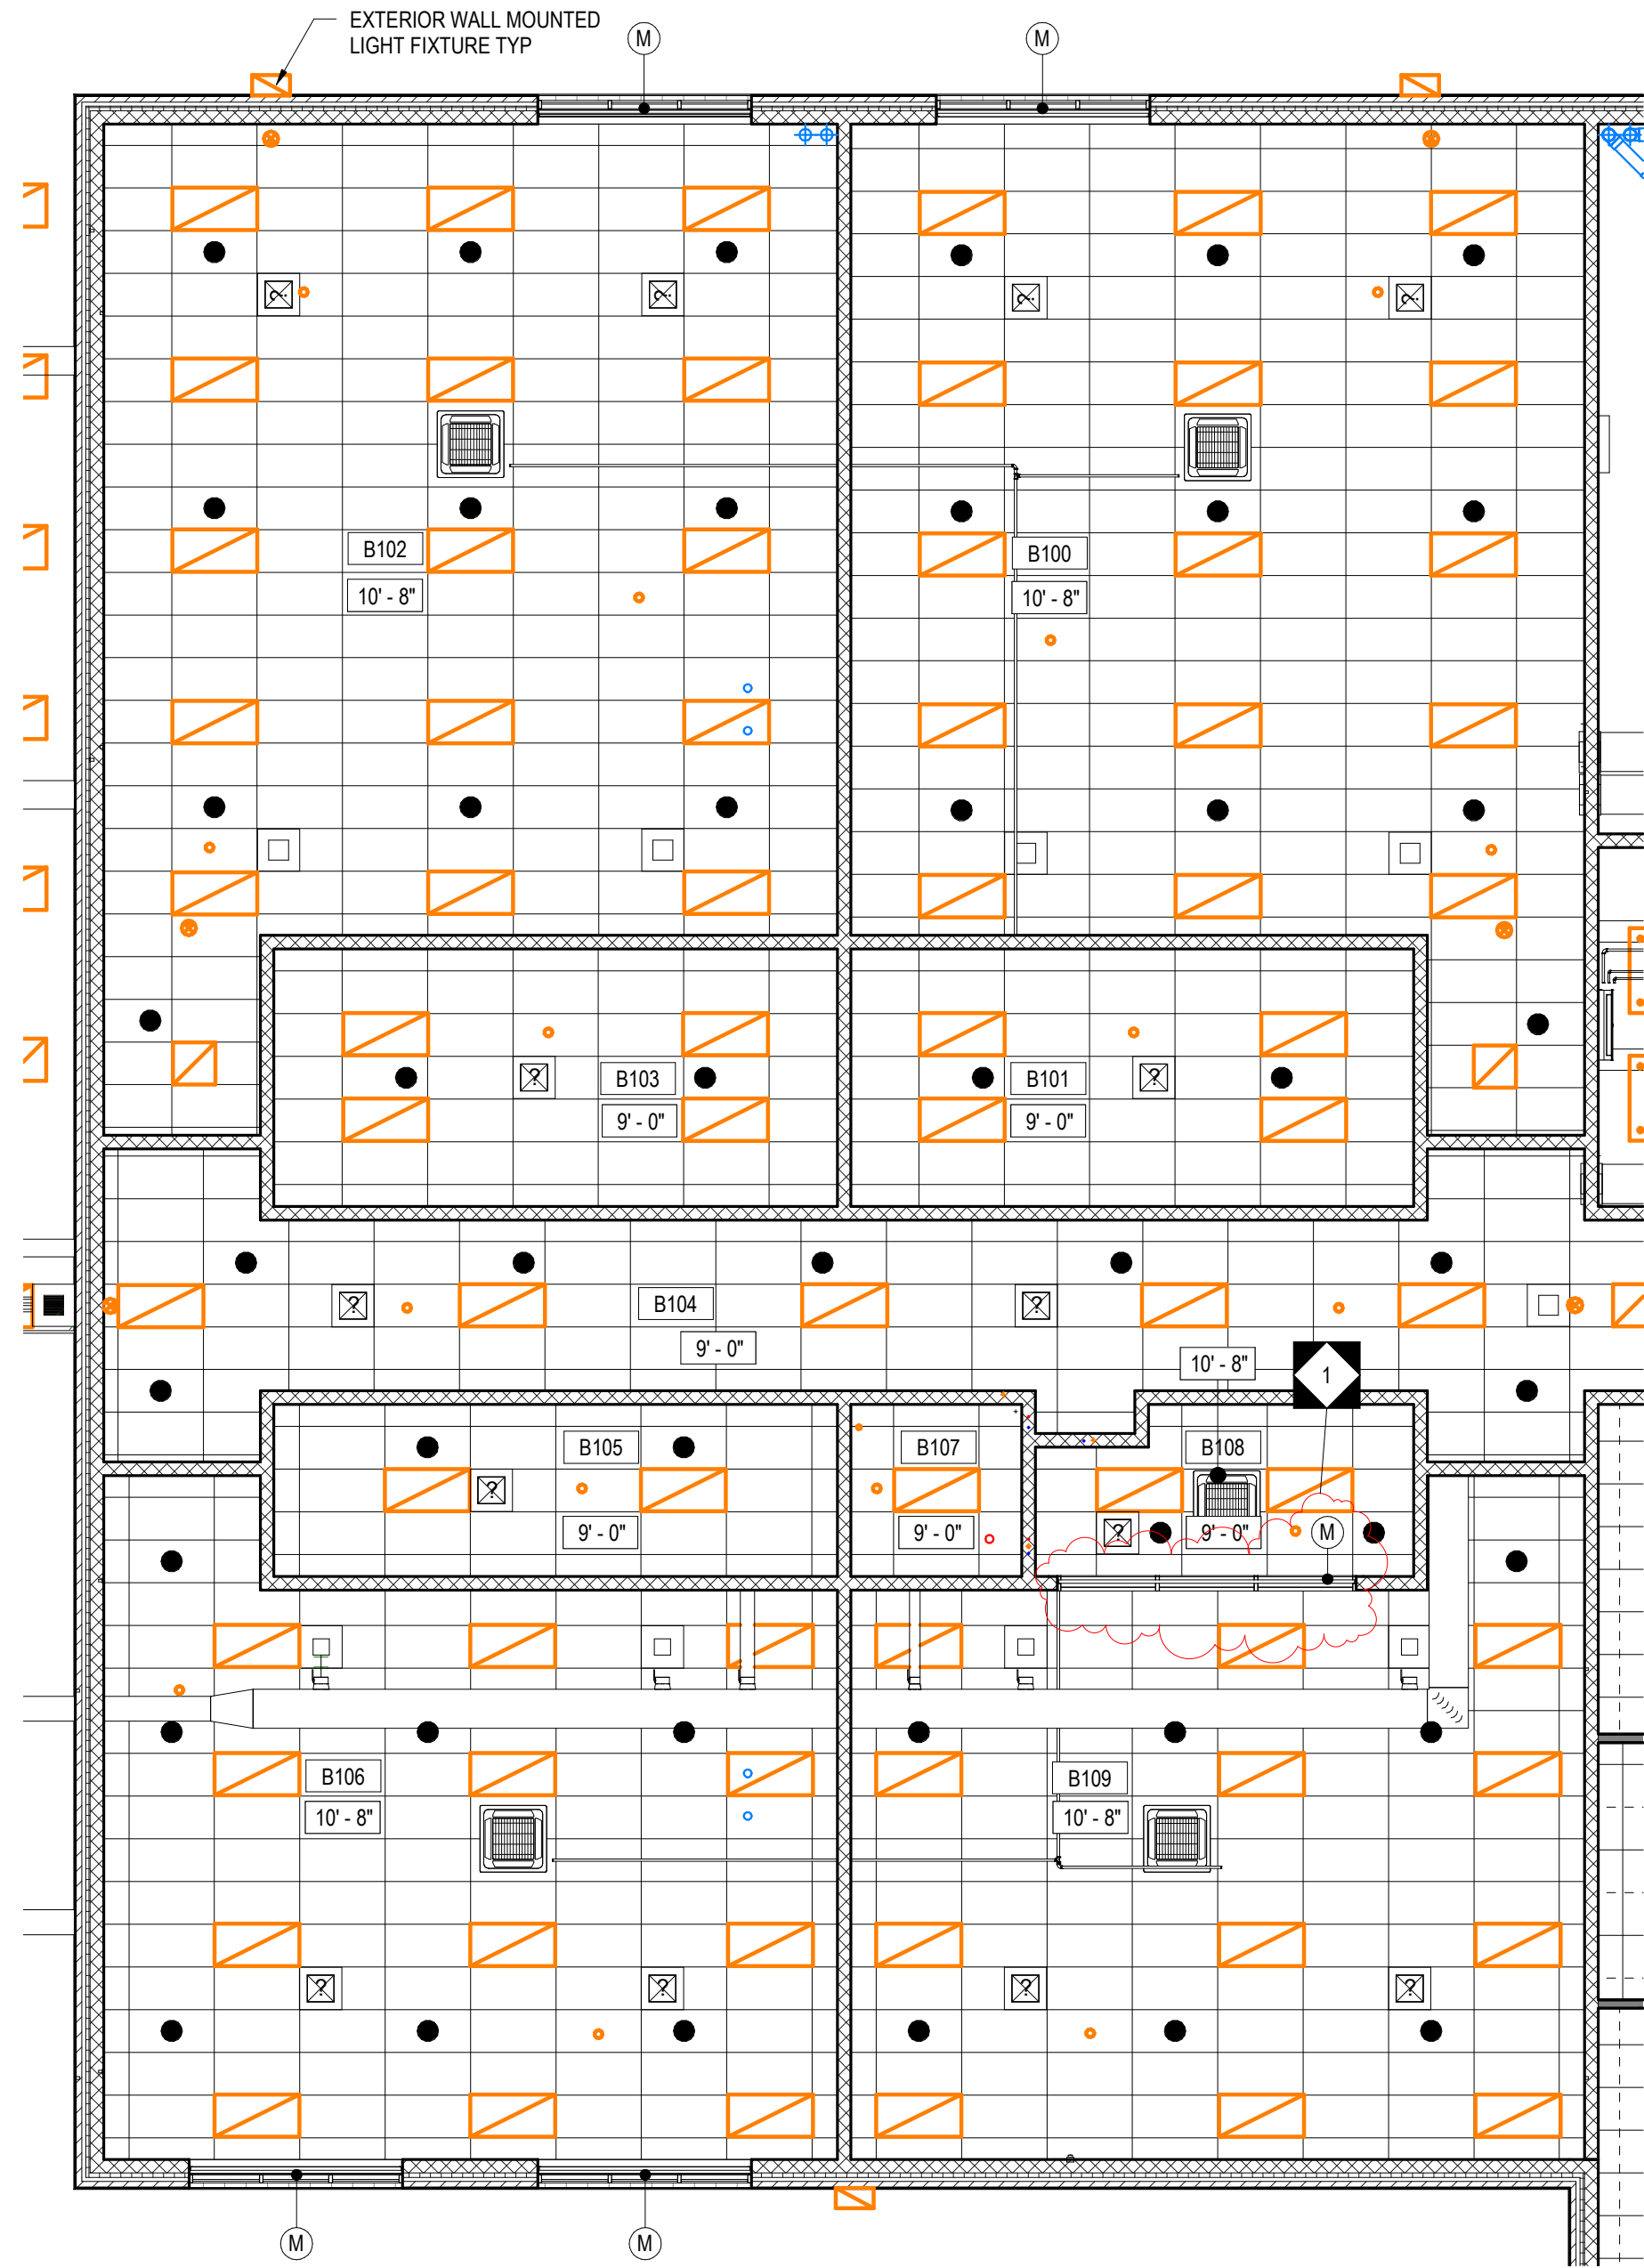 EXTERIOR WALL MOUNTED
LIGHT FIXTURE TYP
M
M
?
?
?
?
B102
10' - 8"
B100
10' - 8"
?
B103
9' - 0"
B101
9' - 0"
?
?
B104
9' - 0"
?
10' - 8"
1
B105
9' - 0"
?
B107
9' - 0"
B108
9' - 0"
?
M
B106
10' - 8"
B109
10' - 8"
?
?
?
?
M
M